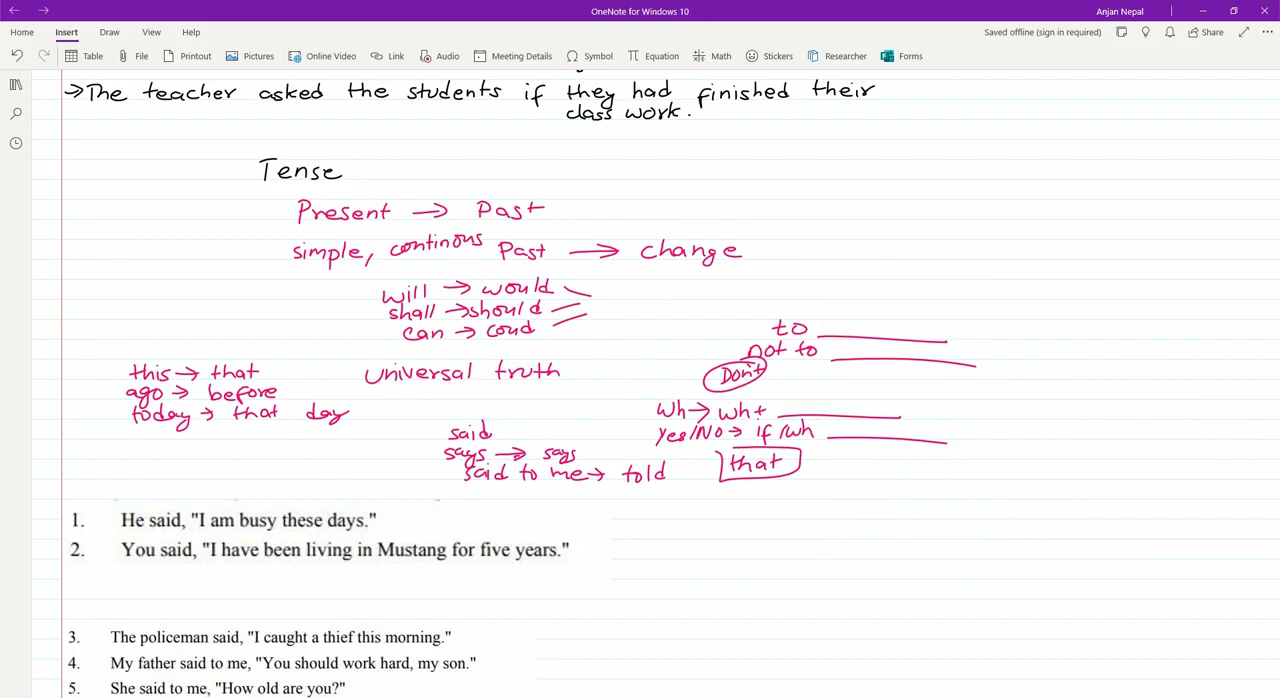 OneNote for Windows 10
Anjan Nepal
Home Insert Draw View Help
Saved offline (sign in required) Share
Table File Printout Pictures Online Video Link Audio Meeting Details Symbol Equation Math Stickers Researcher Forms
→The teacher asked the students if they had finished their
class work.
Tense
Present → Past
simple, continous Past → change
will → would
shall → should
can → coud
to
not to
Don't
this → that
ago → before
today → that day
universal truth
wh → wh +
Yes/No → if /wh
that
said
says → says
said to me → told
1. He said, "I am busy these days."
2. You said, "I have been living in Mustang for five years."
3. The policeman said, "I caught a thief this morning."
4. My father said to me, "You should work hard, my son."
5. She said to me, "How old are you?"